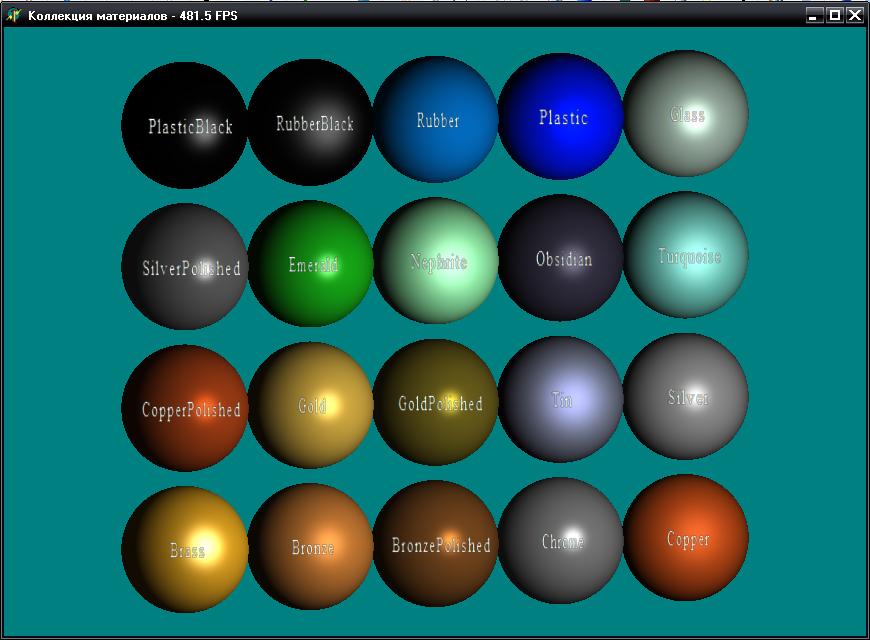 Коллекция материалов - 481.5 FPS
PlasticBlack RubberBlack Rubber Plastic Glass
SilverPolished Emerald Nephrite Obsidian Turquoise
CopperPolished Gold GoldPolished Tin Silver
Brass Bronze BronzePolished Chrome Copper